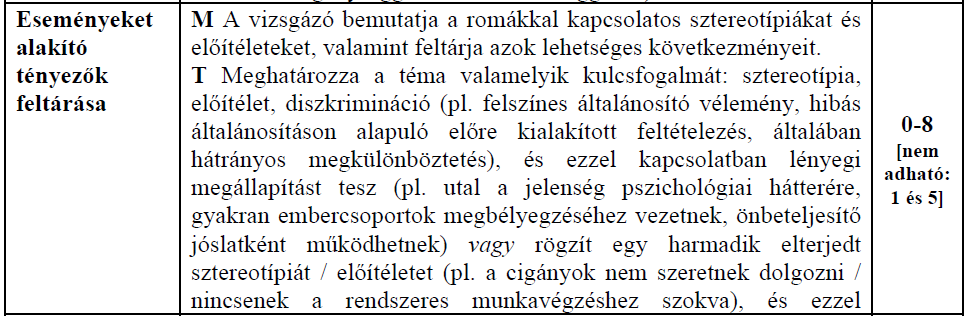 Eseményeket
alakító
tényezők
feltárása
M A vizsgázó bemutatja a romákkal kapcsolatos sztereotípiákat és
előítéleteket, valamint feltárja azok lehetséges következményeit.
T Meghatározza a téma valamelyik kulcsfogalmát: sztereotípia,
előítélet, diszkrimináció (pl. felszínes általánosító vélemény, hibás
általánosításon alapuló előre kialakított feltételezés, általában
hátrányos megkülönböztetés), és ezzel kapcsolatban lényegi
megállapítást tesz (pl. utal a jelenség pszichológiai hátterére,
gyakran embercsoportok megbélyegzéséhez vezetnek, önbeteljesítő
jóslatként működhetnek) vagy rögzít egy harmadik elterjedt
sztereotípiát / előítéletet (pl. a cigányok nem szeretnek dolgozni /
nincsenek a rendszeres munkavégzéshez szokva), és ezzel
0-8
[nem
adható:
1 és 5]